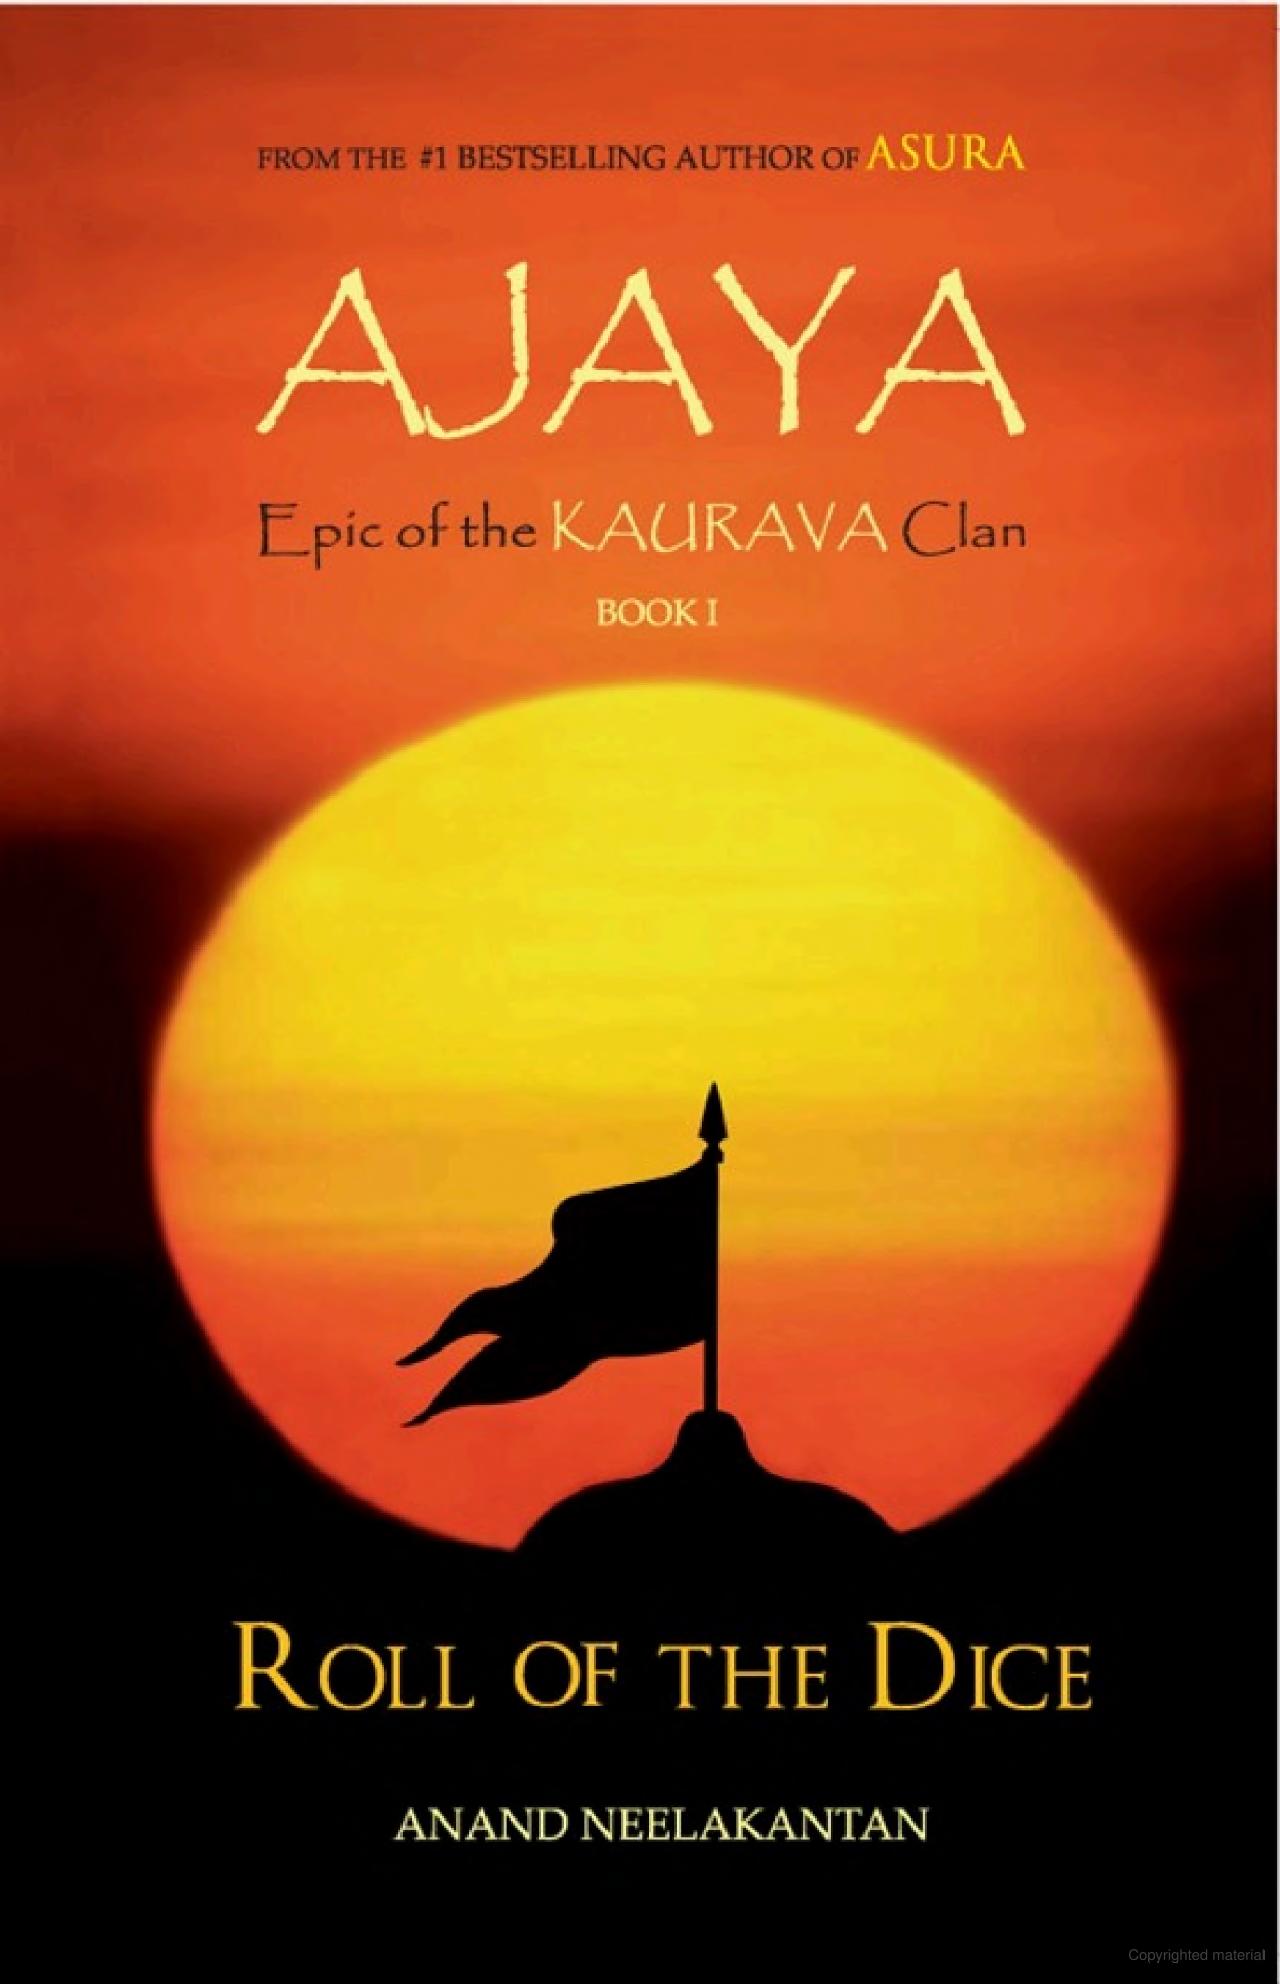 FROM THE #1 BESTSELLING AUTHOR OF ASURA
AJAYA
Epic of the KAURAVA Clan
BOOK I
ROLL OF THE DICE
ANAND NEELAKANTAN
Copyrighted material